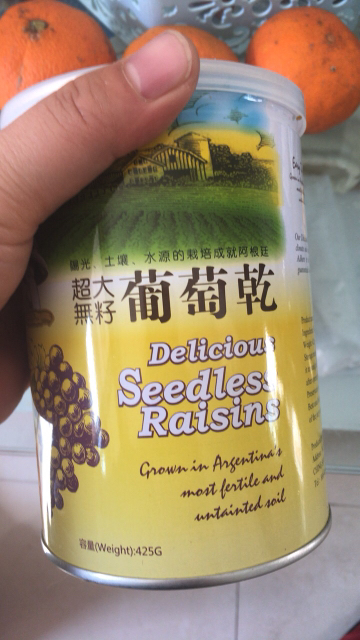 陽光、土壤、水源的栽培成就阿根廷
超大
無籽
葡萄乾
Delicious
Seedless
Raisins
Grown in Argentina's
most fertile and
untainted soil
容量(Weight):425G